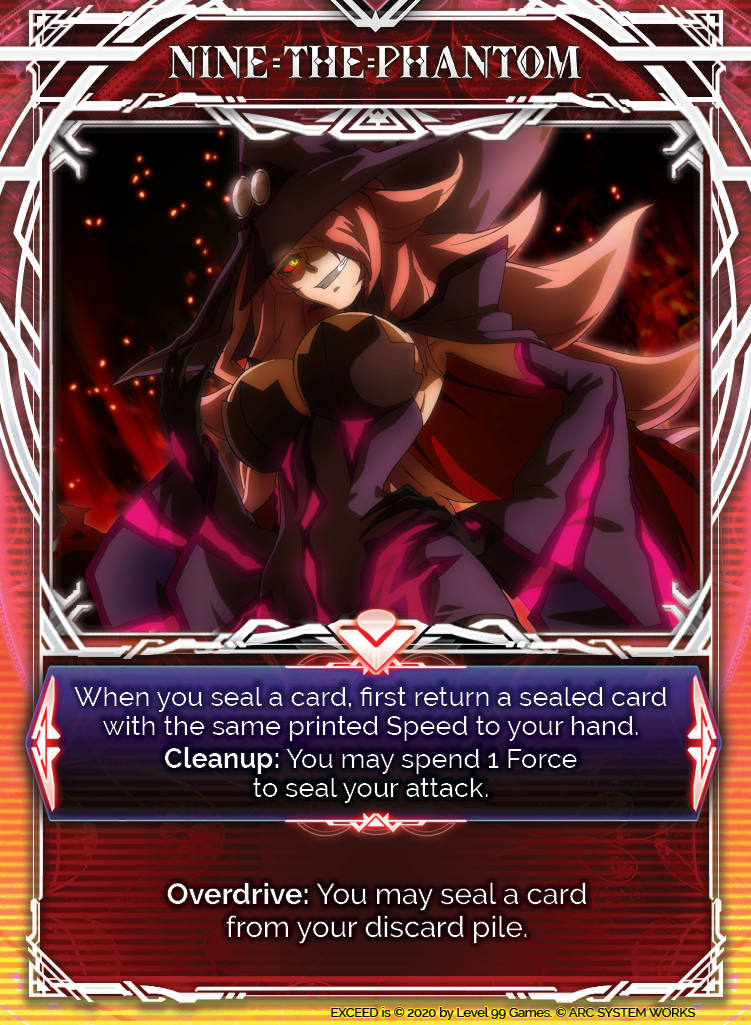 NINE-THE-PHANTOM
When you seal a card, first return a sealed card
with the same printed Speed to your hand.
Cleanup: You may spend 1 Force
to seal your attack.
Overdrive: You may seal a card
from your discard pile.
EXCEED is © 2020 by Level 99 Games. © ARC SYSTEM WORKS